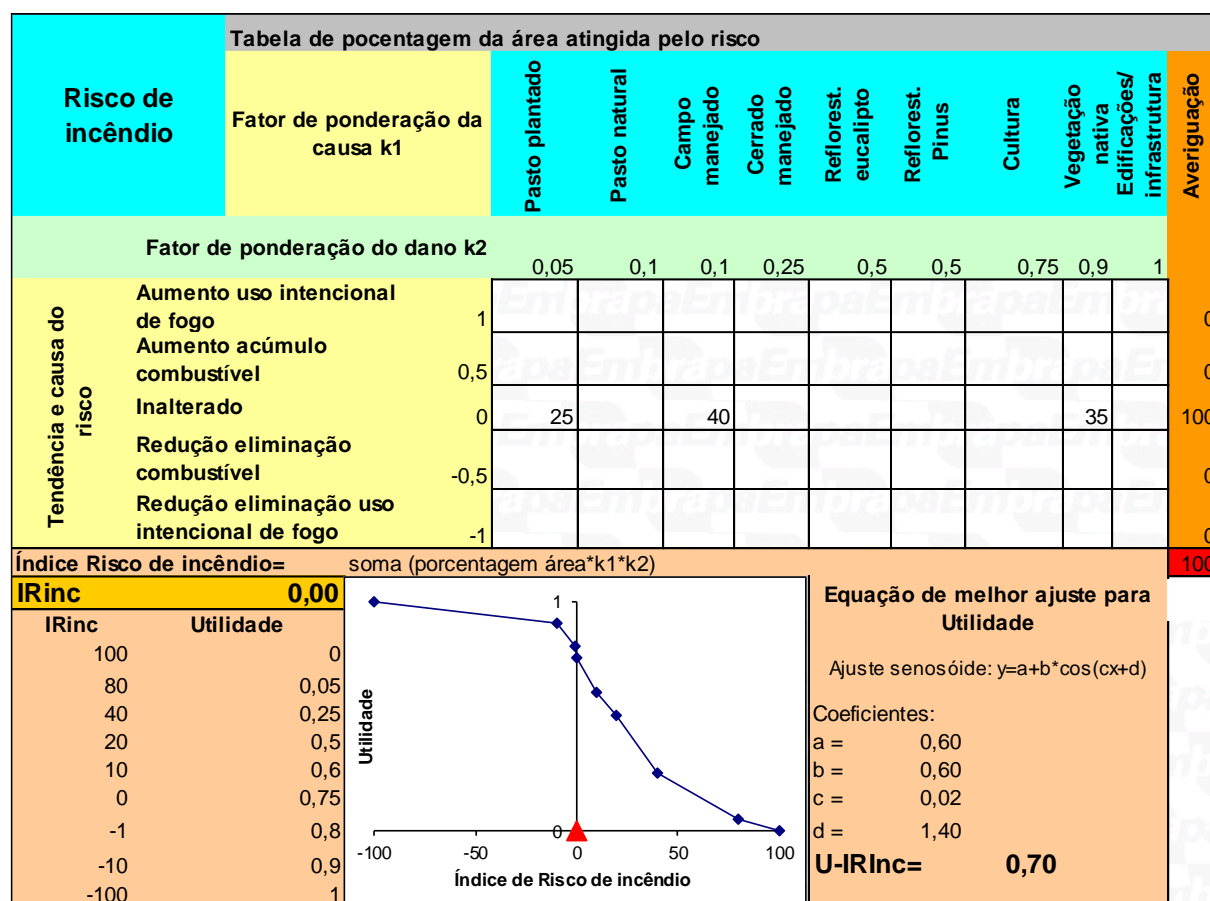 Tabela de pocentagem da área atingida pelo risco
Risco de
incêndio
Fator de ponderação da
causa k1
Pasto plantado
Pasto natural
Campo
manejado
Cerrado
manejado
Reflorest.
eucalipto
Reflorest.
Pinus
Cultura
Vegetação
nativa
Edificações/
infrastrutura
Averiguação
Fator de ponderação do dano k2
0,05 0,1 0,1 0,25 0,5 0,5 0,75 0,9 1
Tendência e causa do
risco
Aumento uso intencional
de fogo 1 0
Aumento acúmulo
combustível 0,5 0
Inalterado 0 25 40 35 100
Redução eliminação
combustível -0,5 0
Redução eliminação uso
intencional de fogo -1 0
Índice Risco de incêndio= soma (porcentagem área*k1*k2) 100
IRinc 0,00
IRinc Utilidade
100 0
80 0,05
40 0,25
20 0,5
10 0,6
0 0,75
-1 0,8
-10 0,9
-100 1
Utilidade
1
0
-100 -50 0 50 100
Índice de Risco de incêndio
Equação de melhor ajuste para
Utilidade
Ajuste senosóide: y=a+b*cos(cx+d)
Coeficientes:
a = 0,60
b = 0,60
c = 0,02
d = 1,40
U-IRInc= 0,70